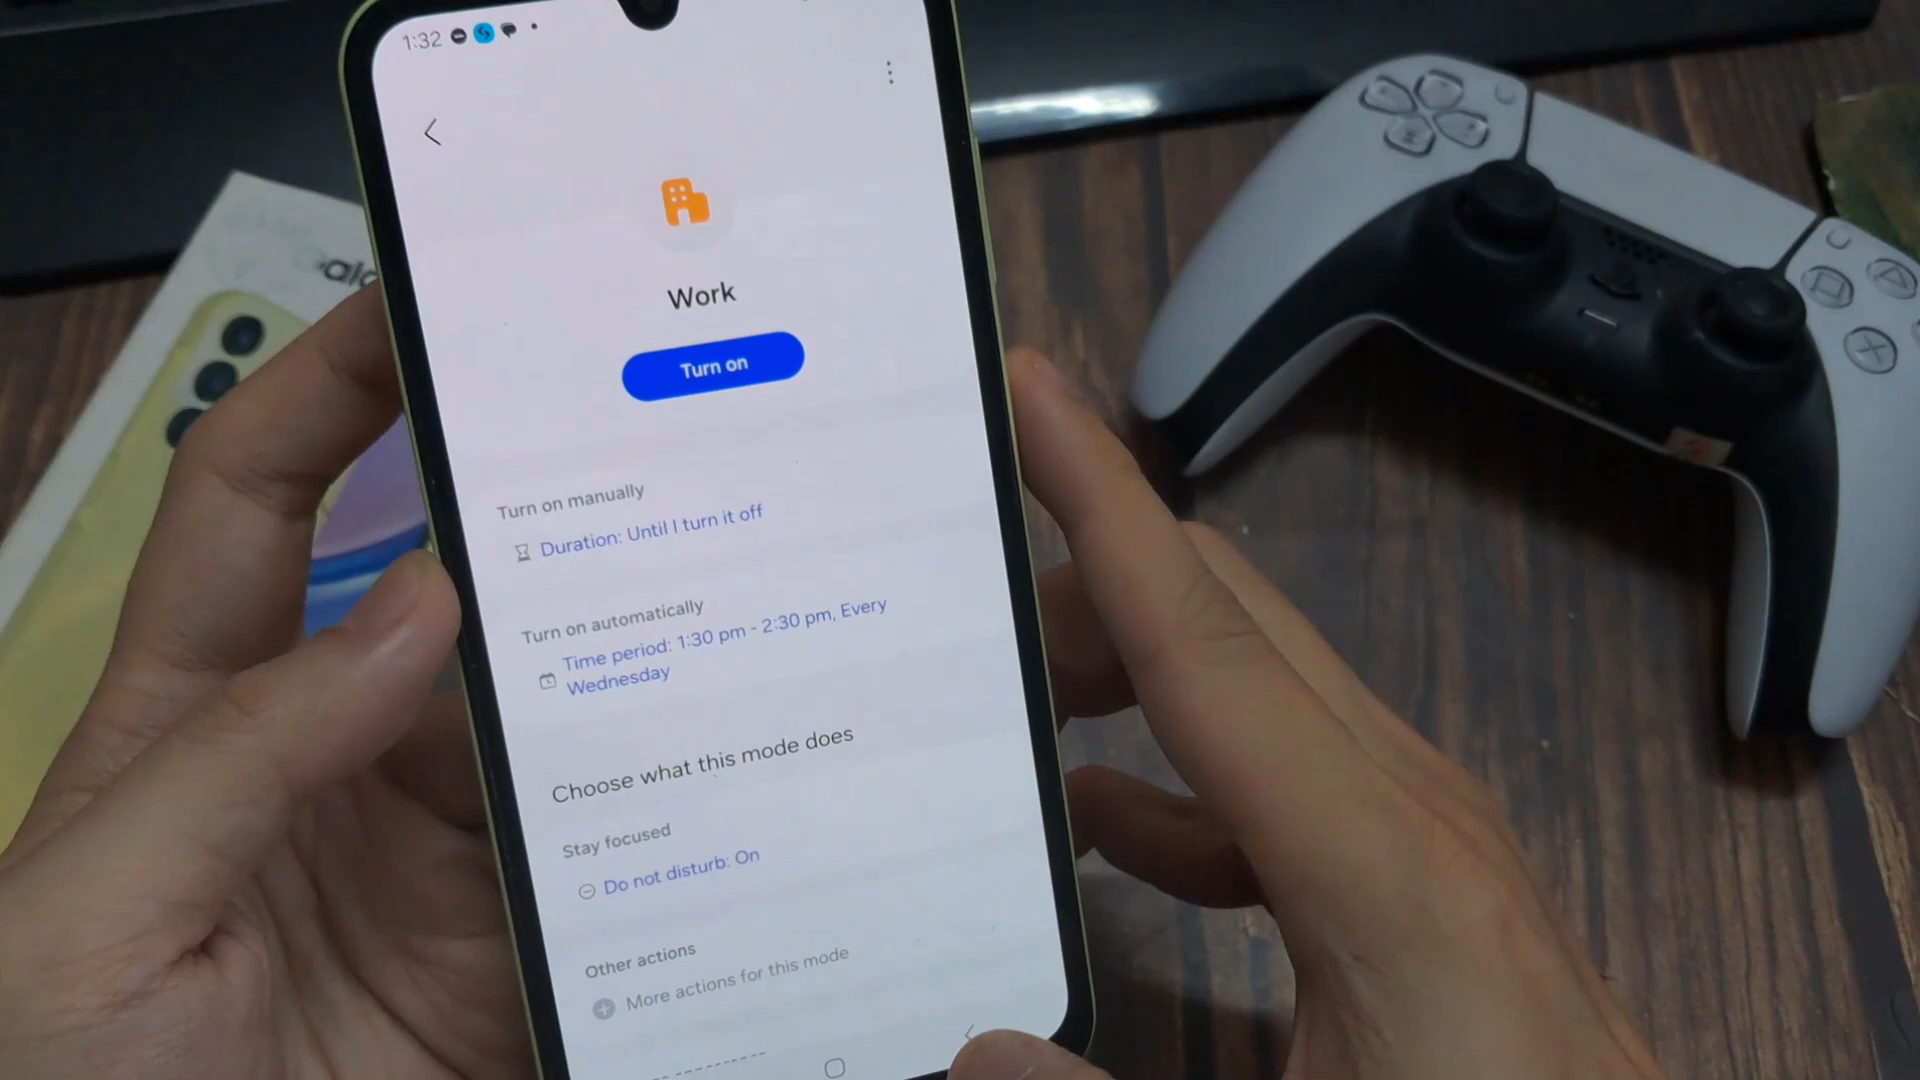 1:32
Work
Turn on
Turn on manually
Duration: Until I turn it off
Turn on automatically
Time period: 1:30 pm - 2:30 pm, Every
Wednesday
Choose what this mode does
Stay focused
Do not disturb: On
Other actions
More actions for this mode